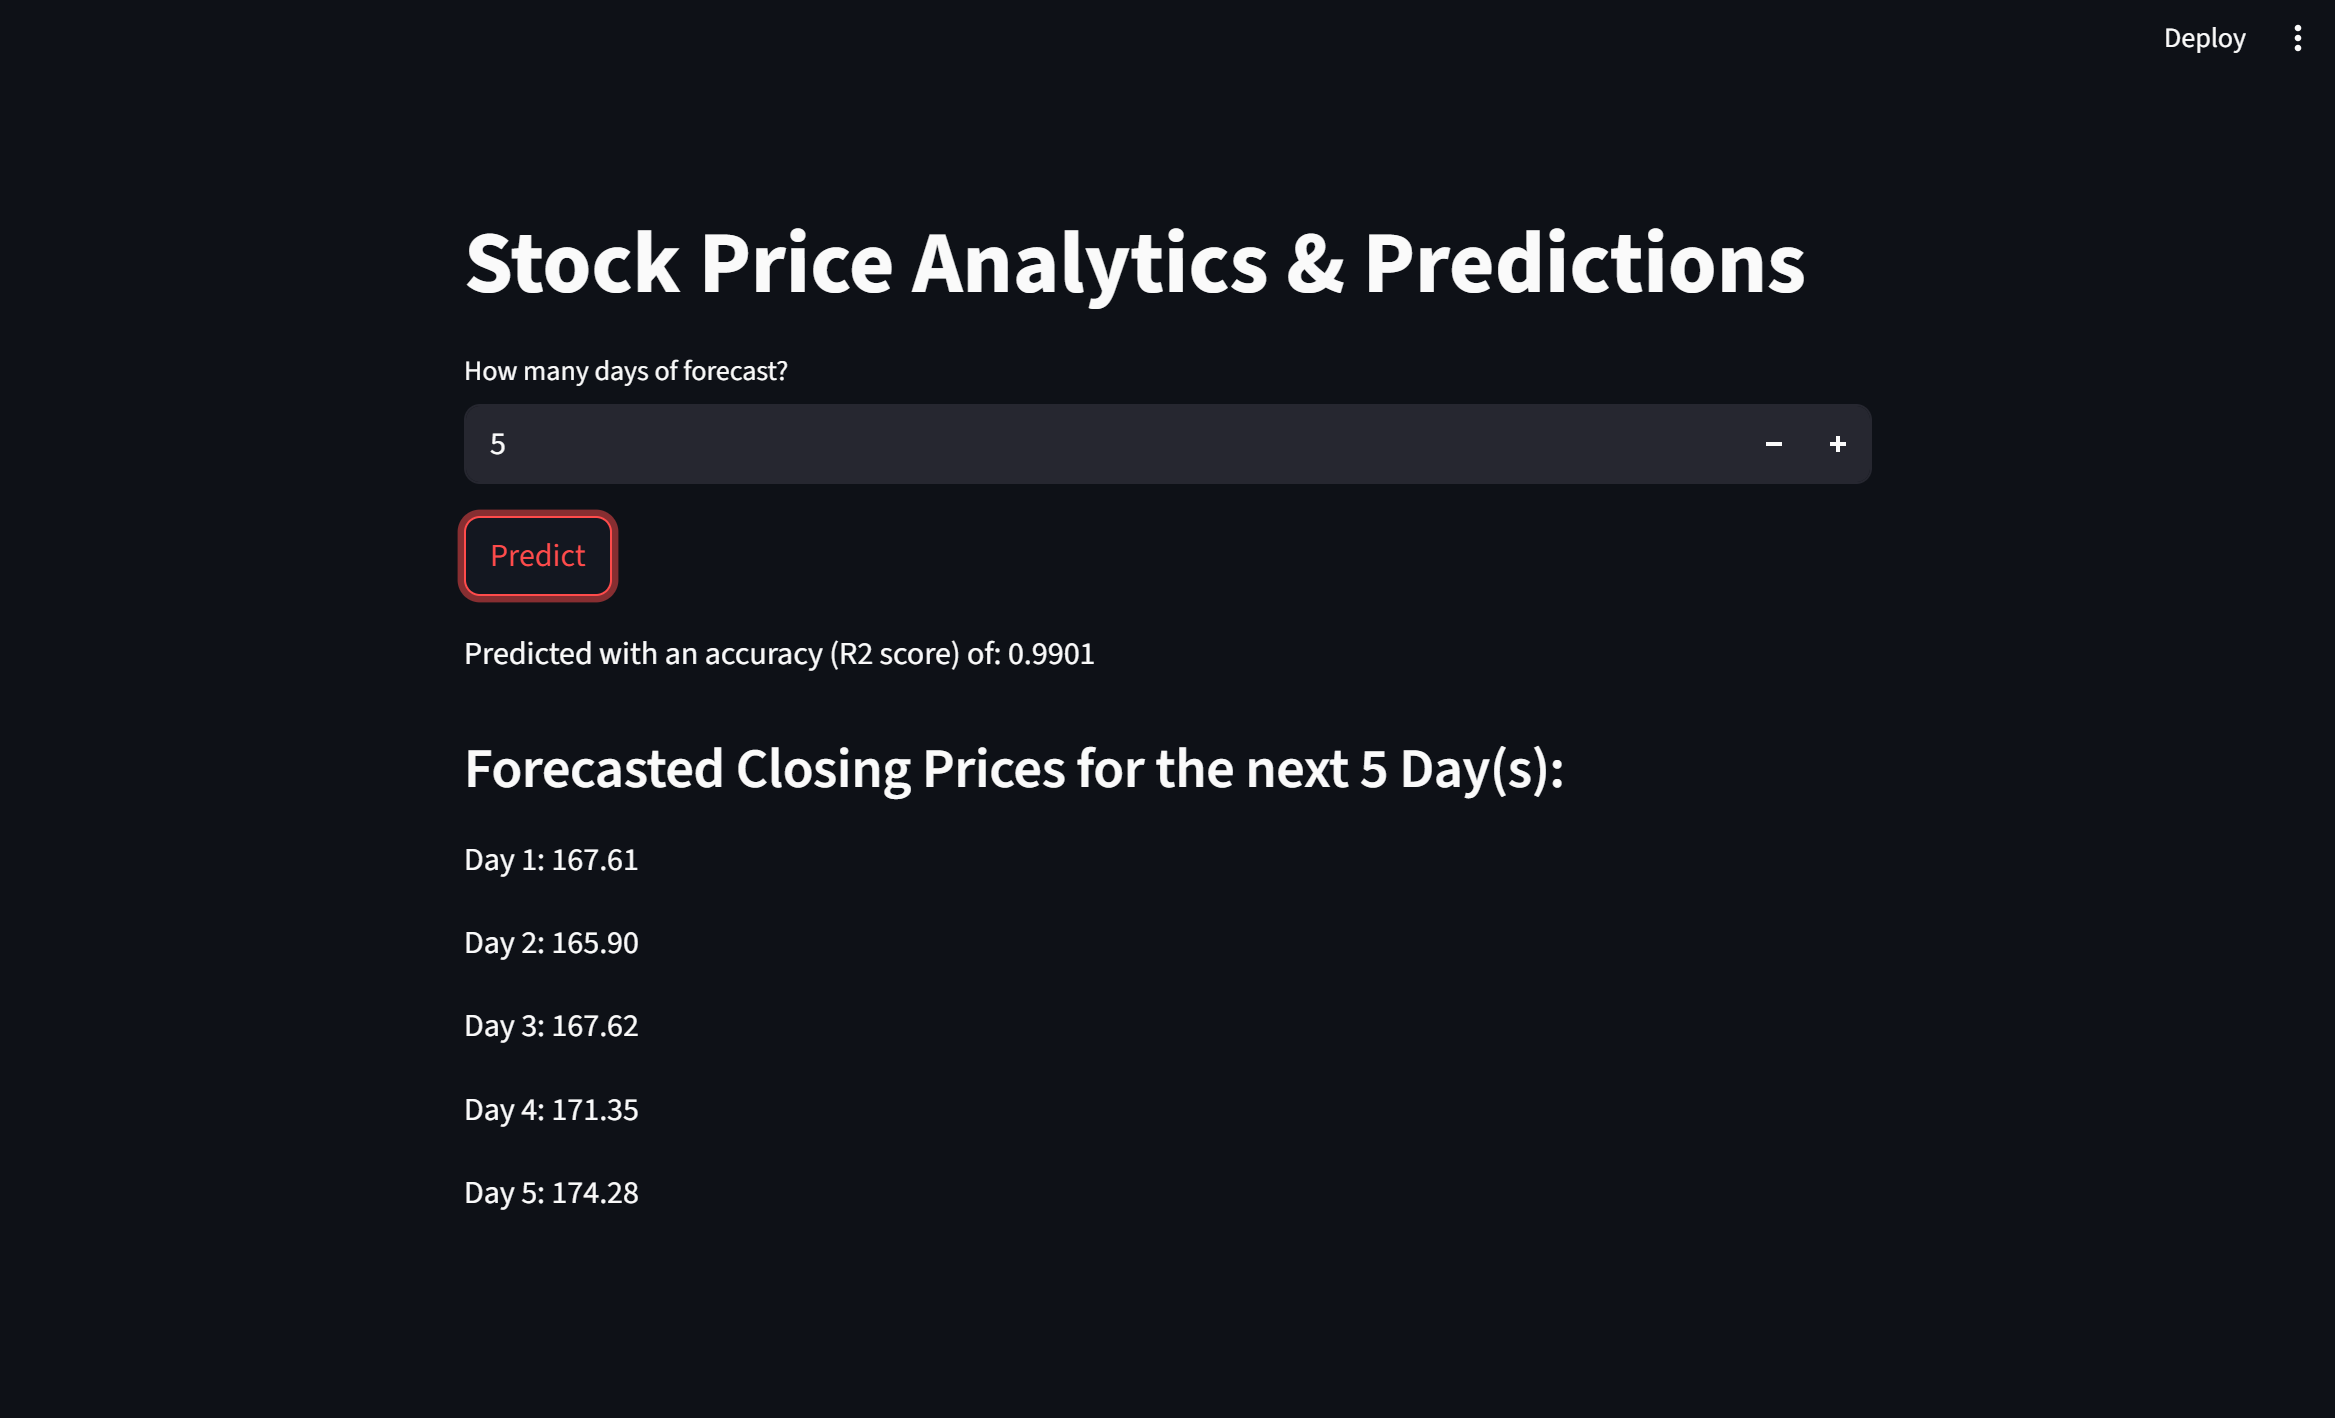 Deploy
Stock Price Analytics & Predictions
How many days of forecast?
5
Predict
Predicted with an accuracy (R2 score) of: 0.9901
Forecasted Closing Prices for the next 5 Day(s):
Day 1: 167.61
Day 2: 165.90
Day 3: 167.62
Day 4: 171.35
Day 5: 174.28